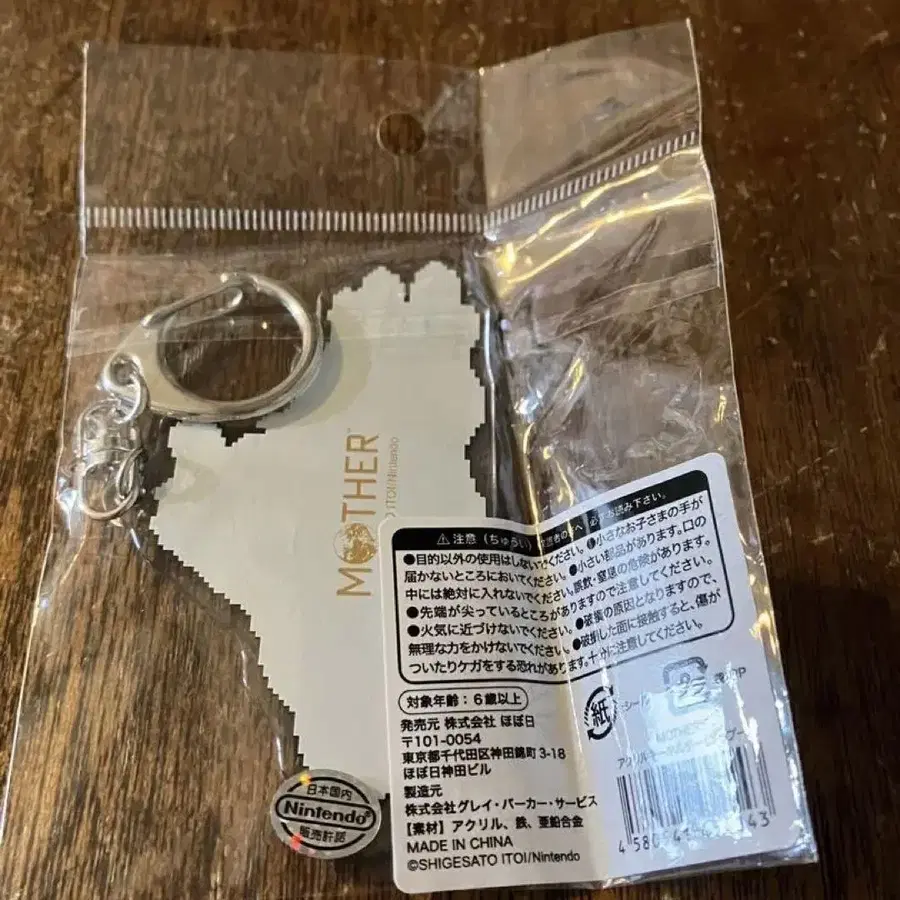 MOTHER™
ITOI/Nintendo
⚠注意（ちゅうい）
必ずお読み下さい。
●目的以外の使用はしないでください。●小さなお子さまの手が
届かないところにおいてください。●小さい部品があります。口の
中には絶対に入れないでください。誤飲・窒息の危険があります。
●先端が尖っているところがありますので注意してください。
●火気に近づけないでください。●破損の原因となりますので、
無理な力をかけないでください。●破損した面に接触すると、傷が
ついたりケガをする恐れがあります。十分に注意してください。
対象年齢：6歳以上
発売元 株式会社 ほぼ日
〒101-0054
東京都千代田区神田錦町3-18
ほぼ日神田ビル
製造元
株式会社グレイ・パーカー・サービス
【素材】アクリル、鉄、亜鉛合金
MADE IN CHINA
©SHIGESATO ITOI/Nintendo
紙
プラ
日本国内
Nintendo
販売許諾